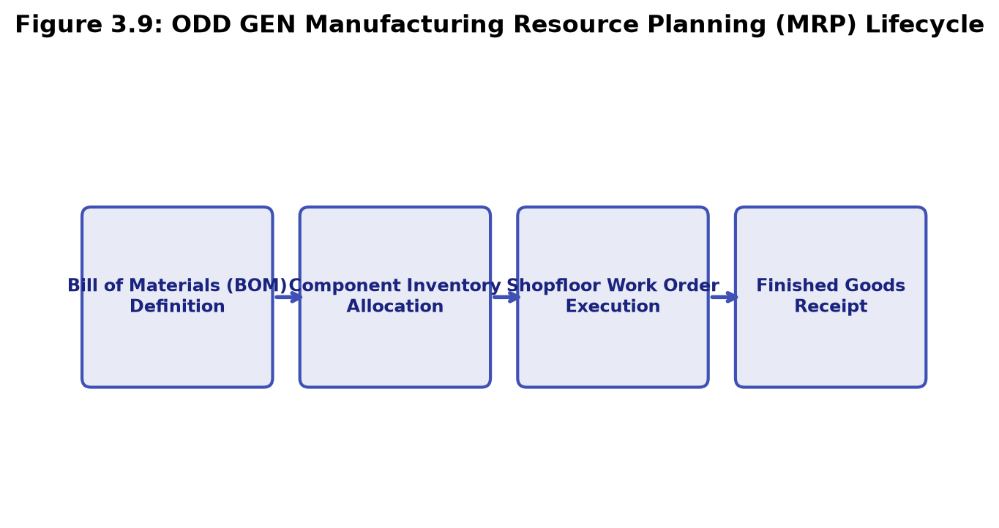 Figure 3.9: ODD GEN Manufacturing Resource Planning (MRP) Lifecycle
Bill of Materials (BOM)
Definition
Component Inventory
Allocation
Shopfloor Work Order
Execution
Finished Goods
Receipt